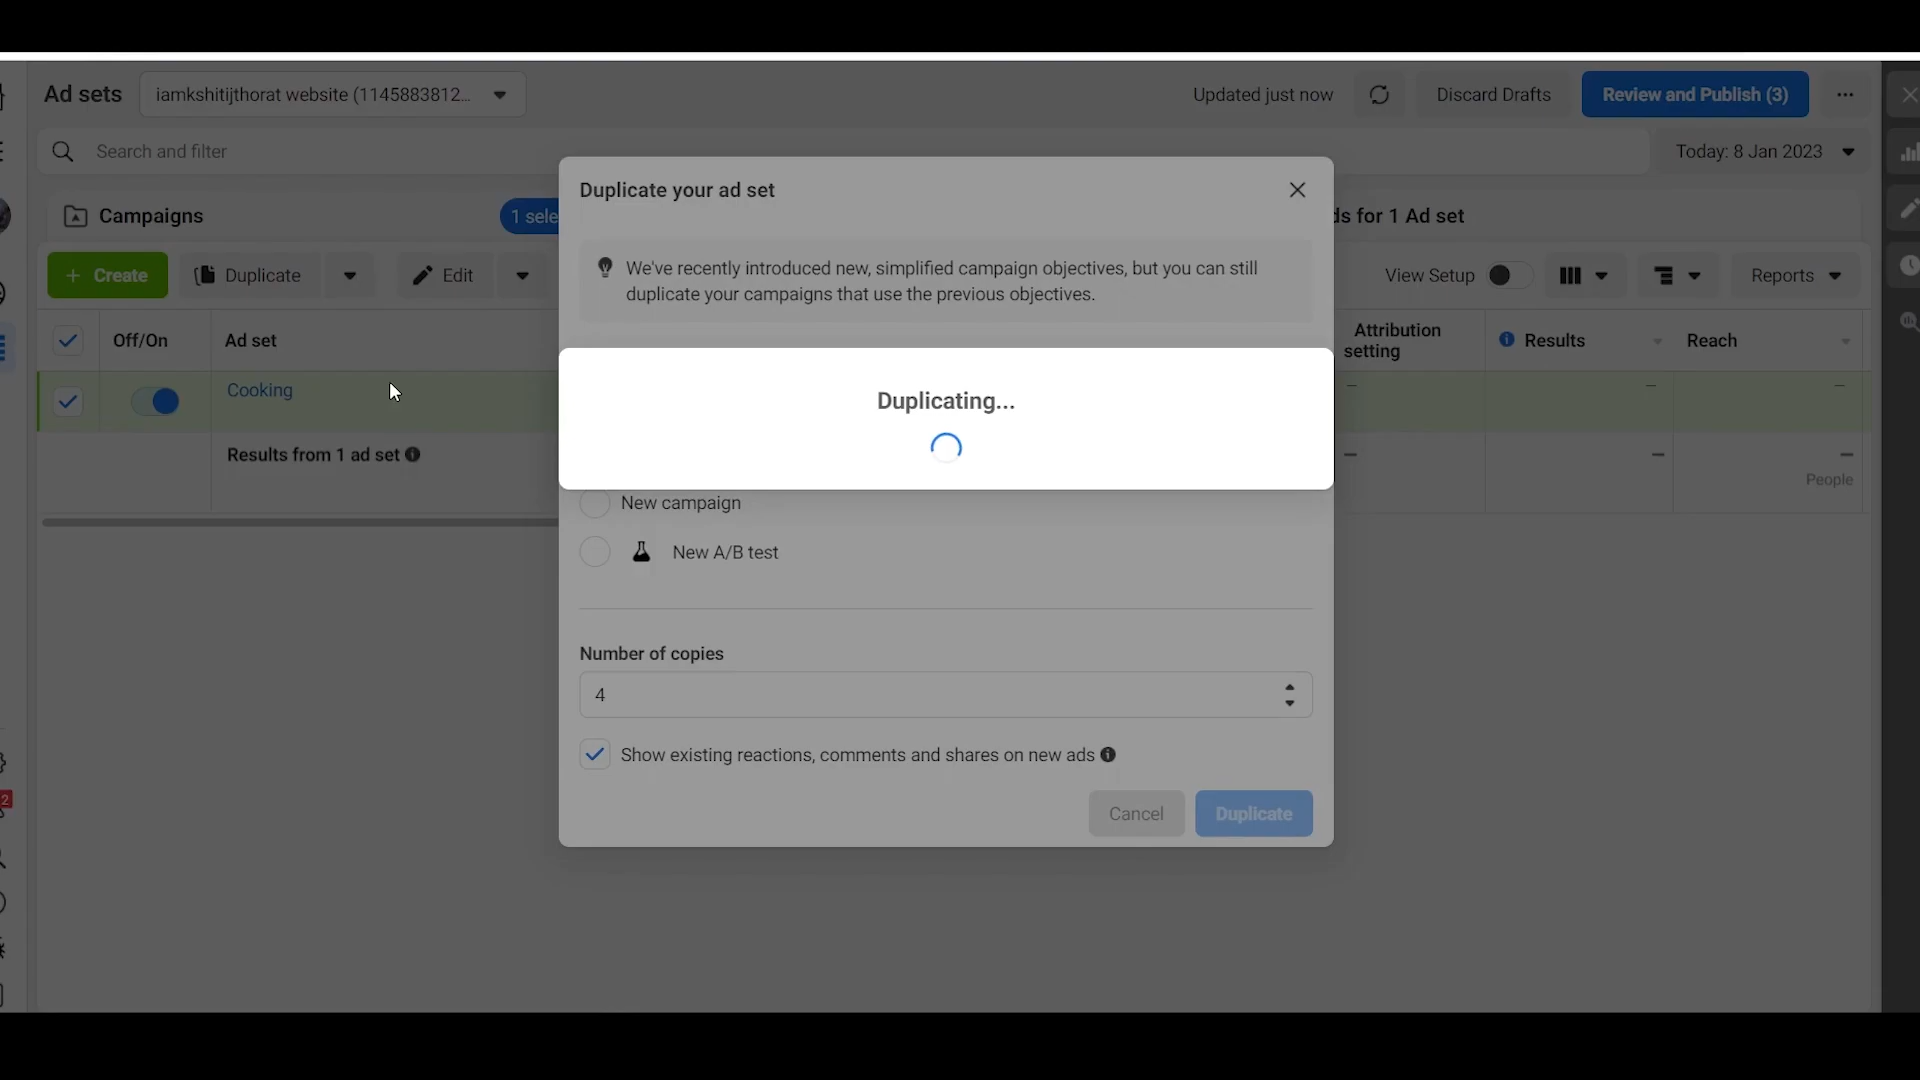 Ad sets
iamkshitijthorat website (1145883812...
Updated just now
Discard Drafts
Review and Publish (3)
Search and filter
Today: 8 Jan 2023
Duplicate your ad set
Campaigns
1 sele
ds for 1 Ad set
We've recently introduced new, simplified campaign objectives, but you can still
duplicate your campaigns that use the previous objectives.
+ Create
Duplicate
Edit
View Setup
Reports
Off/On
Ad set
Attribution
setting
Results
Reach
Cooking
Duplicating...
Results from 1 ad set
People
New campaign
New A/B test
Number of copies
4
Show existing reactions, comments and shares on new ads
2
Cancel
Duplicate